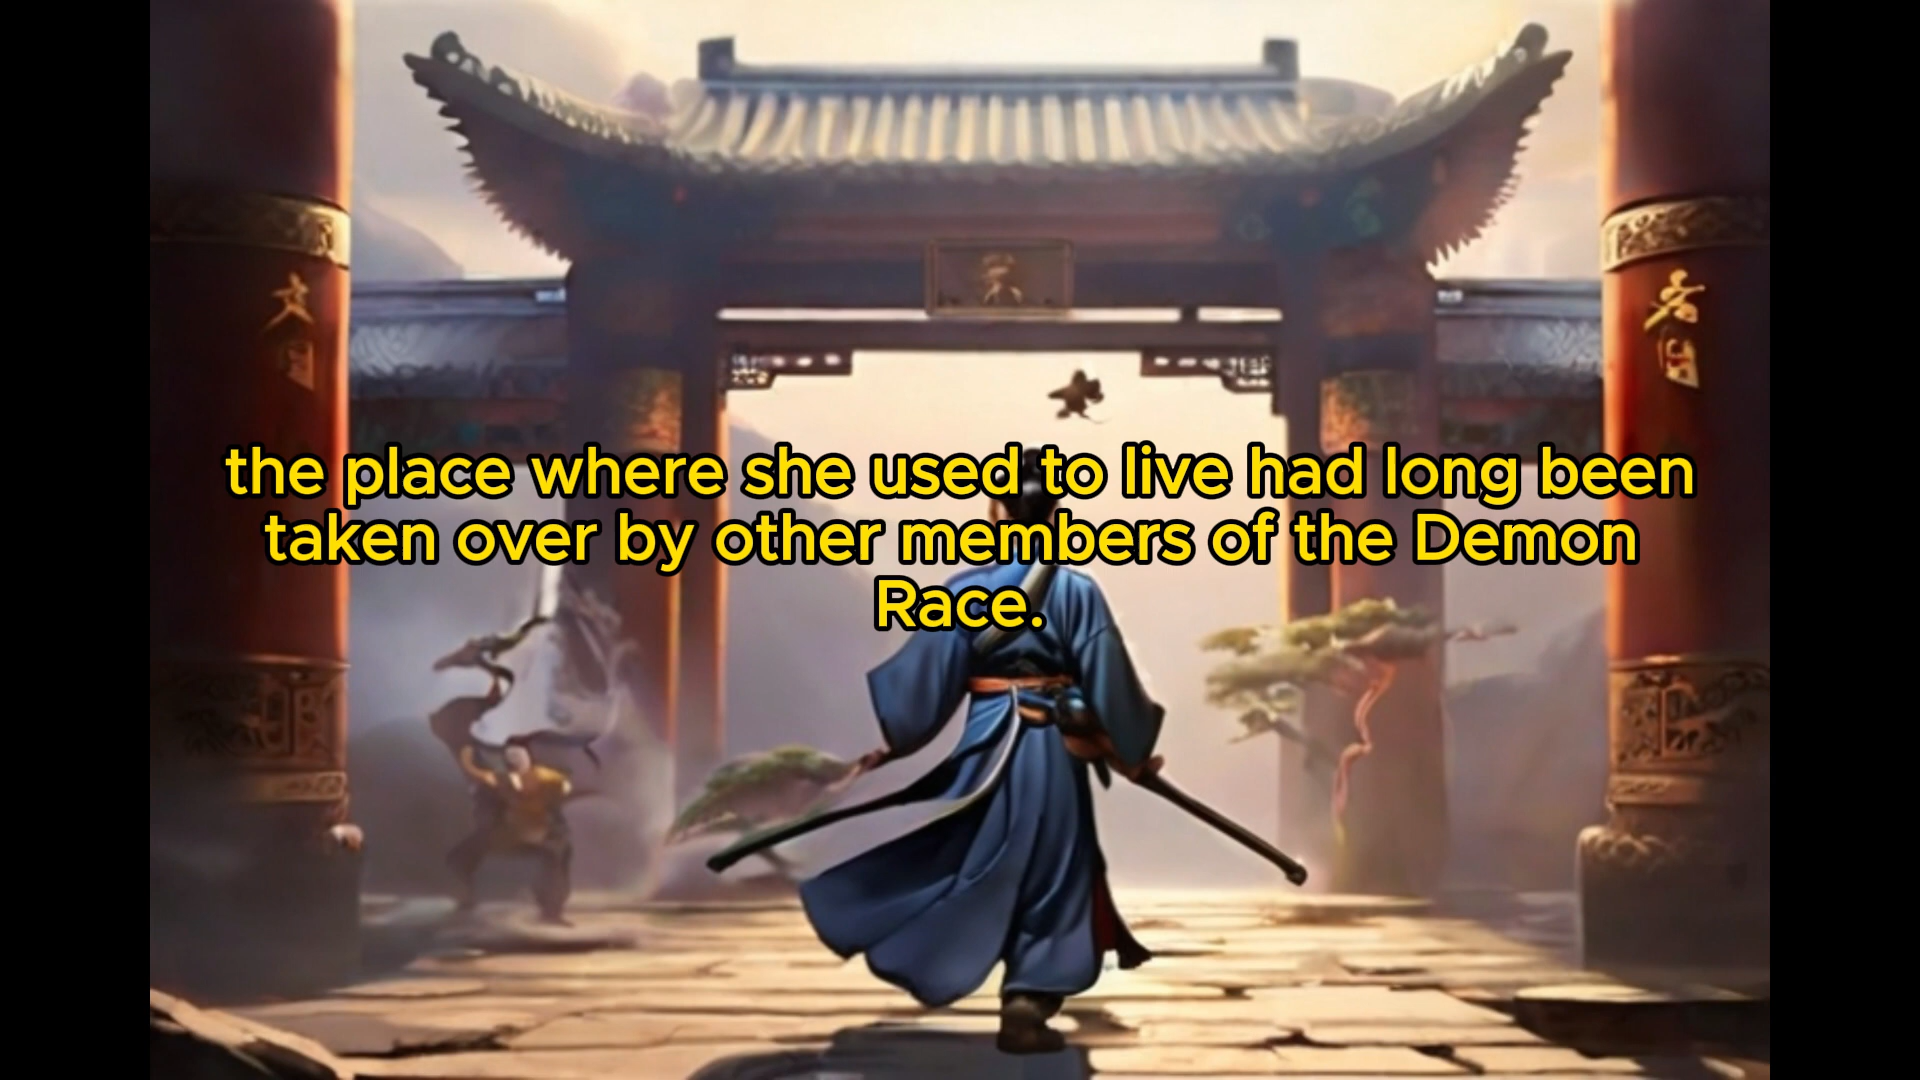 the place where she used to live had long been
taken over by other members of the Demon
Race.